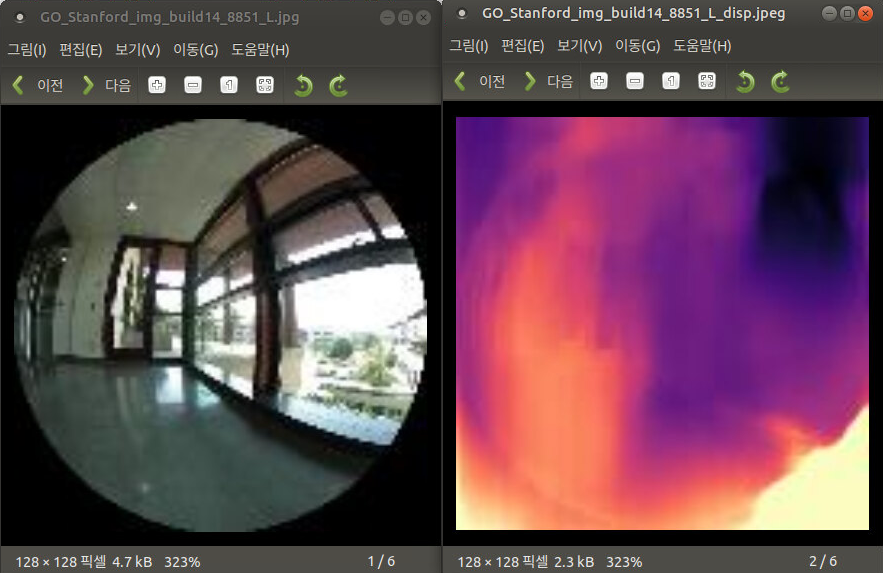 GO_Stanford_img_build14_8851_L.jpg
그림(I) 편집(E) 보기(V) 이동(G) 도움말(H)
이전 다음 1
128 × 128 픽셀 4.7 kB 323% 1 / 6
GO_Stanford_img_build14_8851_L_disp.jpeg
그림(I) 편집(E) 보기(V) 이동(G) 도움말(H)
이전 다음 1
128 × 128 픽셀 2.3 kB 323% 2 / 6